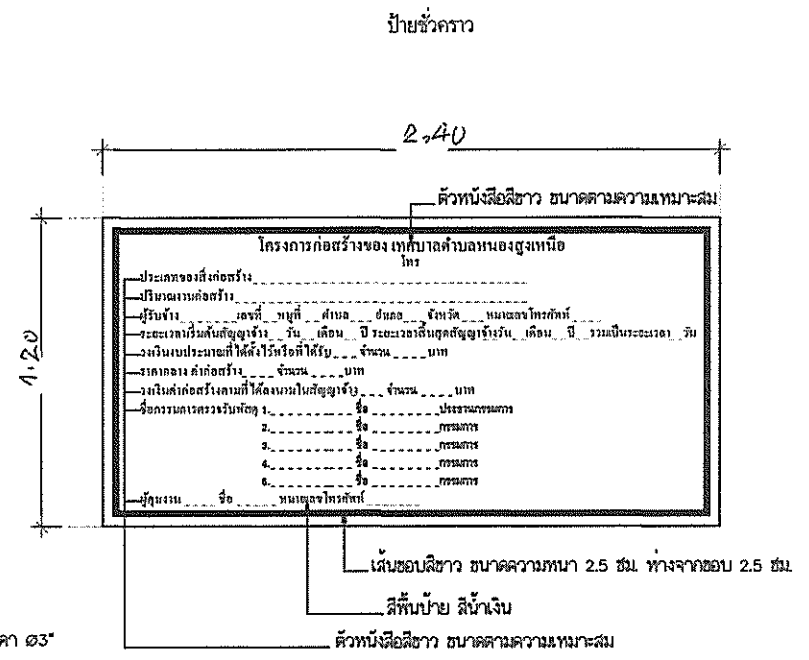 ป้ายชั่วคราว
2.40
ตัวหนังสือสีขาว ขนาดตามความเหมาะสม
1.20
โครงการก่อสร้างของ เทศบาลตำบลหนองสูงเหนือ
โทร
ประเภทของสิ่งก่อสร้าง
ปริมาณงานก่อสร้าง
ผู้รับจ้าง เลขที่ หมู่ที่ ตำบล อำเภอ จังหวัด หมายเลขโทรศัพท์
ระยะเวลาเริ่มต้นสัญญาจ้าง วัน เดือน ปี ระยะเวลาสิ้นสุดสัญญาจ้างวัน เดือน ปี รวมเป็นระยะเวลา วัน
วงเงินงบประมาณที่ได้ตั้งไว้หรือที่ได้รับ จำนวน บาท
ราคากลาง ค่าก่อสร้าง จำนวน บาท
วงเงินค่าก่อสร้างตามที่ได้ลงนามในสัญญาจ้าง จำนวน บาท
ชื่อกรรมการตรวจรับพัสดุ 1. ชื่อ ประธานกรรมการ
2. ชื่อ กรรมการ
3. ชื่อ กรรมการ
4. ชื่อ กรรมการ
5. ชื่อ กรรมการ
ผู้คุมงาน ชื่อ หมายเลขโทรศัพท์
เส้นขอบสีขาว ขนาดความหนา 2.5 ซม. ห่างจากขอบ 2.5 ซม.
สีพื้นป้าย สีน้ำเงิน
คา ø3"
ตัวหนังสือสีขาว ขนาดตามความเหมาะสม